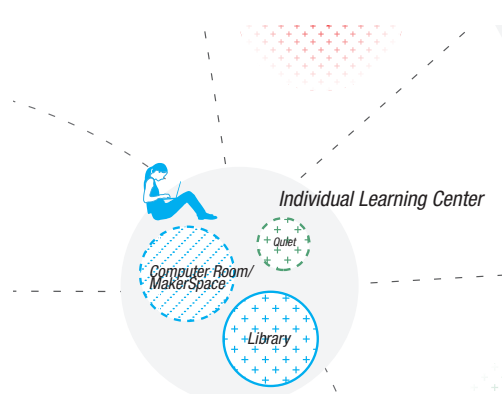 Individual Learning Center
Quiet
Computer Room/
MakerSpace
Library